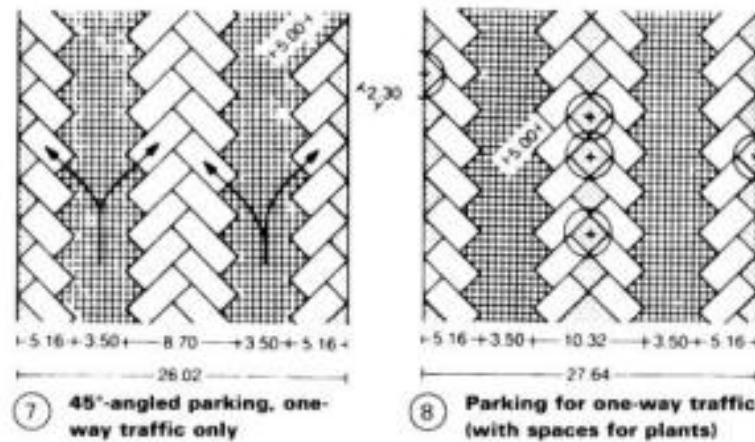 5.00
2.30
5.00
5.16 3.50 8.70 3.50 5.16
26.02
5.16 3.50 10.32 3.50 5.16
27.64
7 45°-angled parking, one-
way traffic only
8 Parking for one-way traffic
(with spaces for plants)